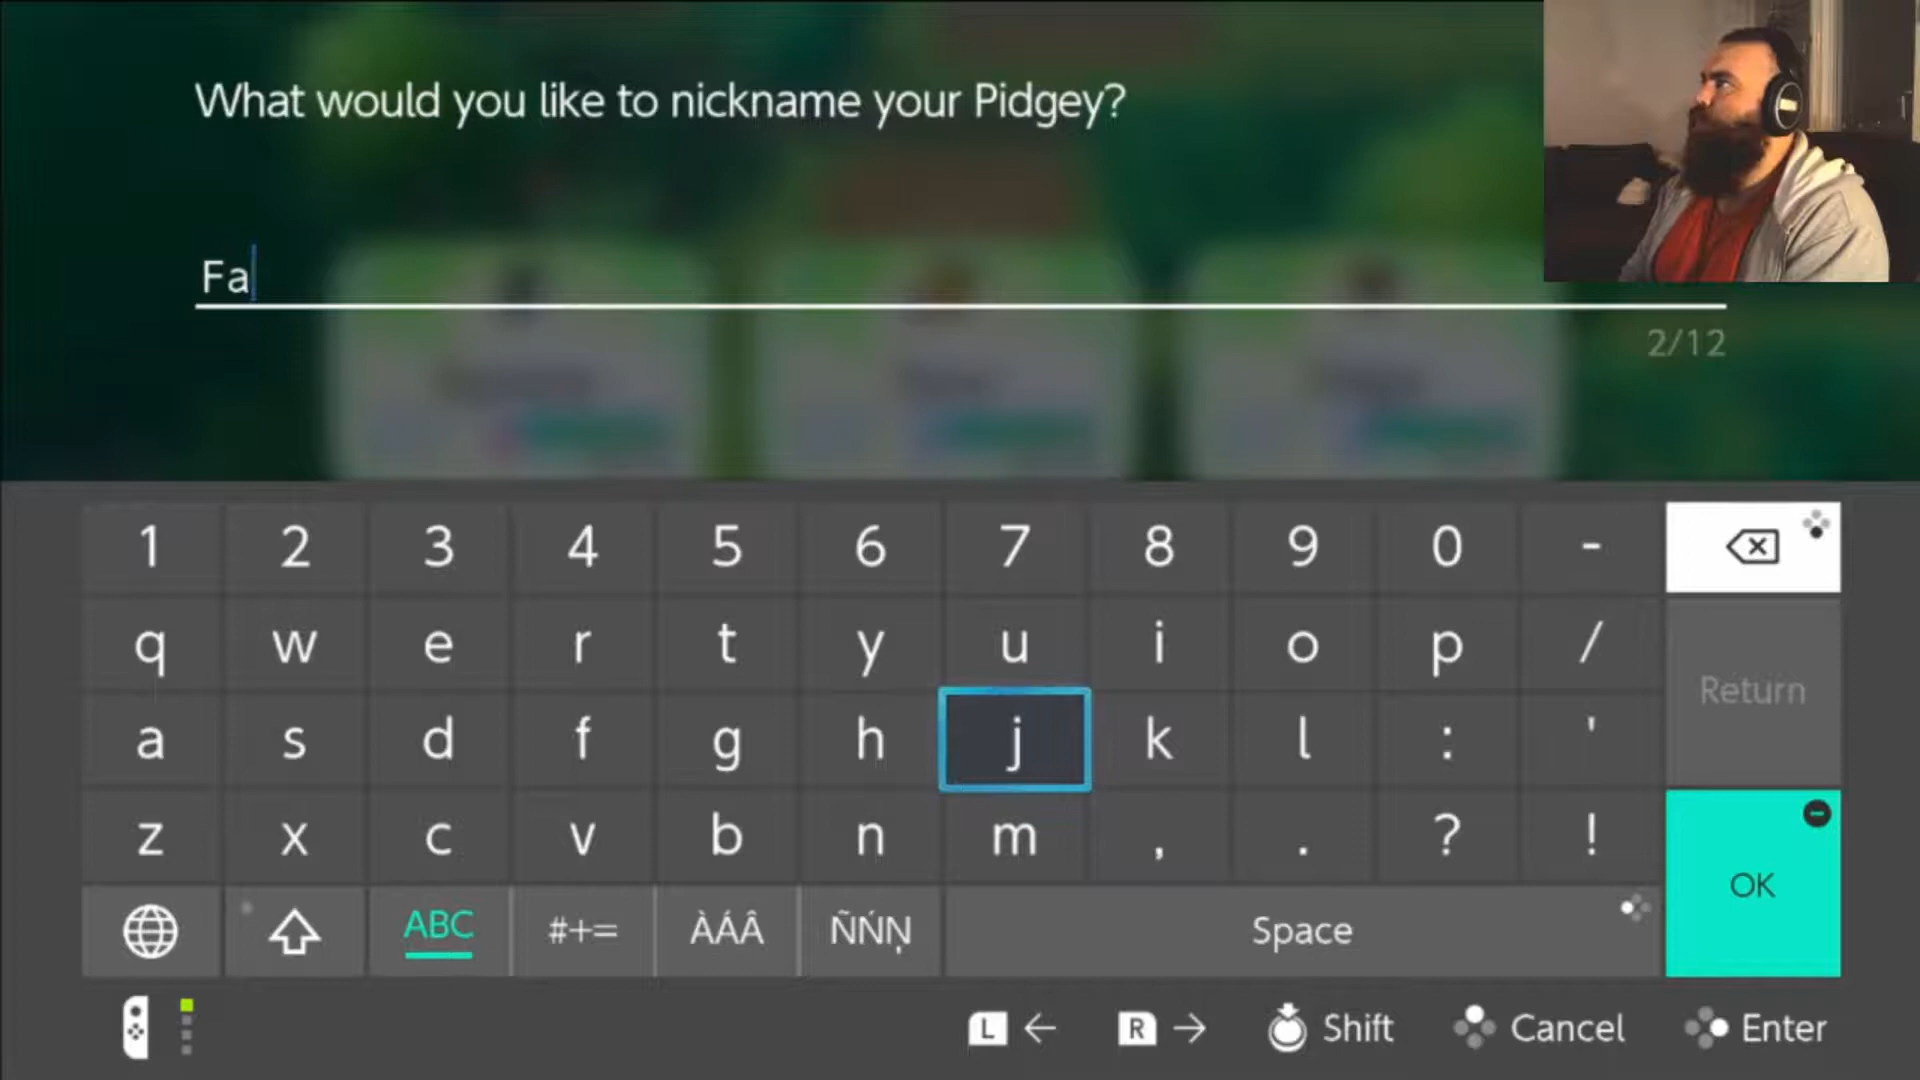 What would you like to nickname your Pidgey?
Fa
2/12
1 2 3 4 5 6 7 8 9 0 -
q w e r t y u i o p /
Return
a s d f g h j k l : '
z x c v b n m , . ? !
OK
ABC #+= ÀÁÂ ÑŃŅ Space
L ← R → Shift Cancel Enter